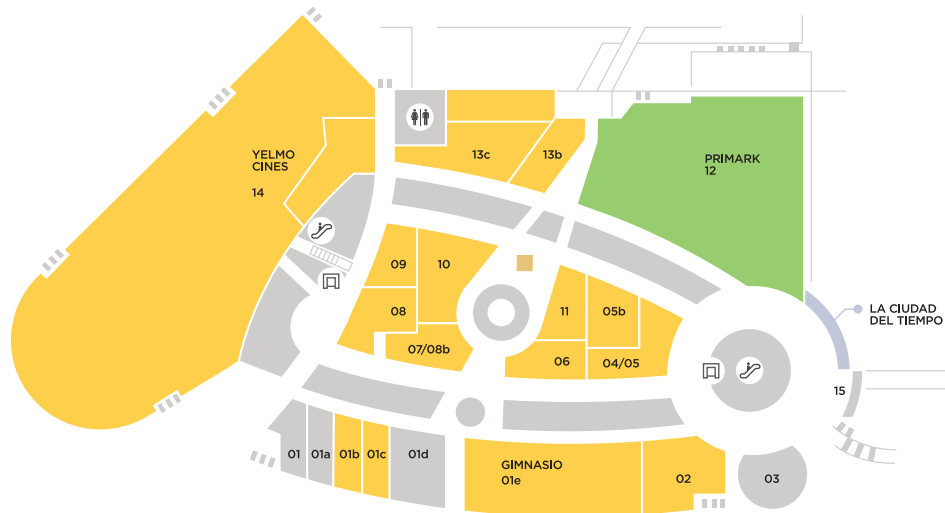 YELMO
CINES
14
13c
13b
PRIMARK
12
09
10
08
07/08b
11
05b
06
04/05
LA CIUDAD
DEL TIEMPO
15
01
01a
01b
01c
01d
GIMNASIO
01e
02
03